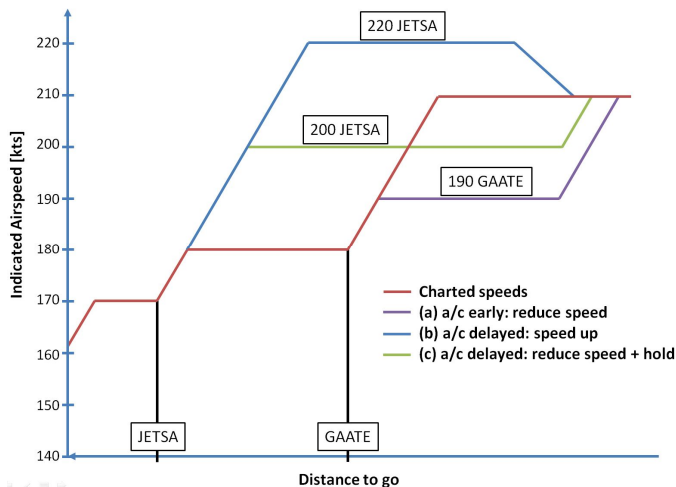 220 JETSA
220
210
200 JETSA
200
190 GAATE
190
180
170
160
150
140
Indicated Airspeed [kts]
Charted speeds
(a) a/c early: reduce speed
(b) a/c delayed: speed up
(c) a/c delayed: reduce speed + hold
JETSA
GAATE
Distance to go